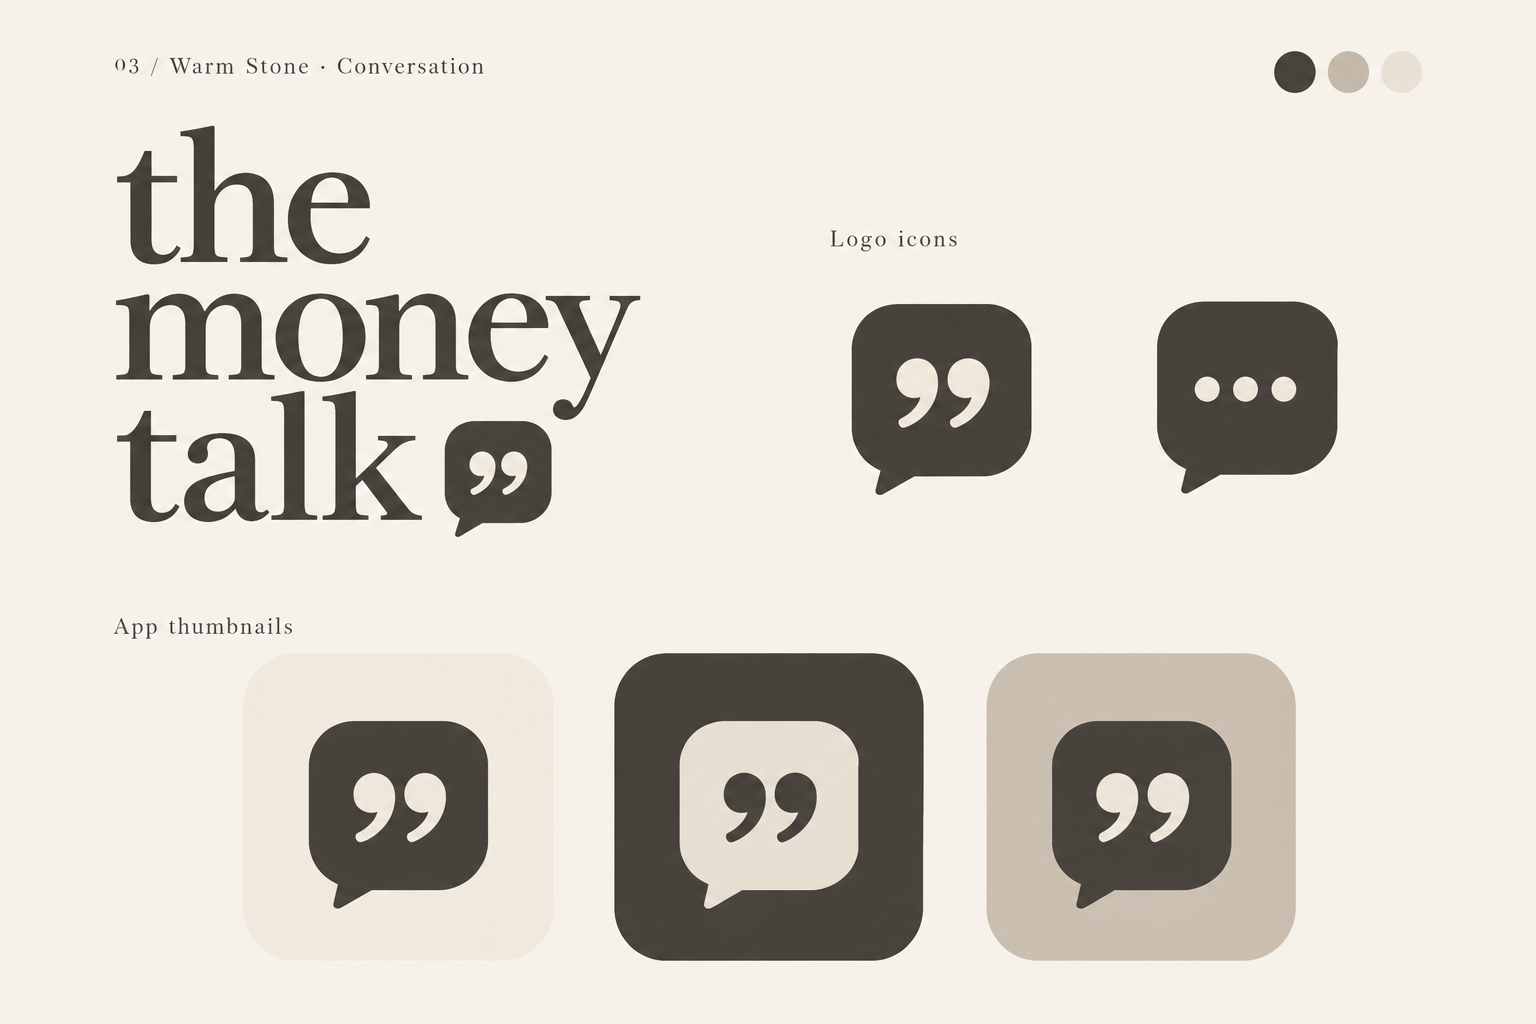 03 / Warm Stone · Conversation
the
money
talk ”
Logo icons
”
App thumbnails
”
”
”